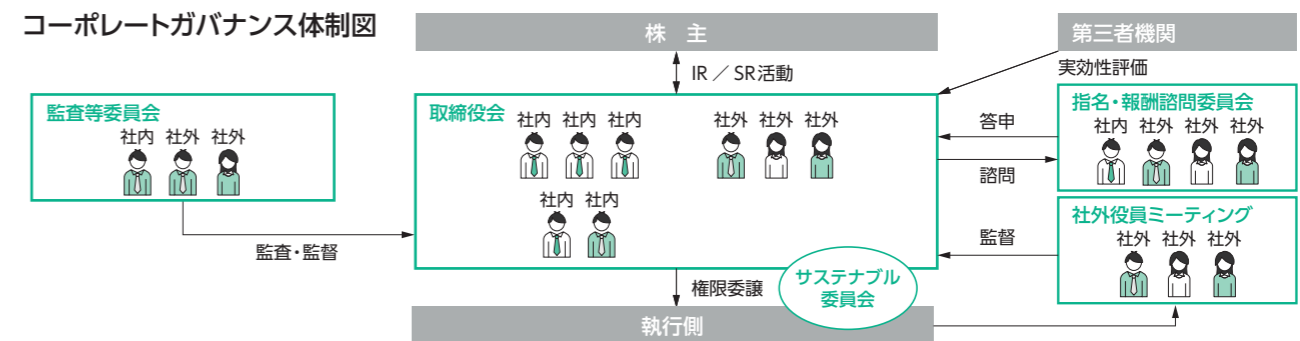 コーポレートガバナンス体制図
株 主
第三者機関
IR ／ SR活動
実効性評価
監査等委員会
社内 社外 社外
監査・監督
取締役会
社内 社内 社内
社外 社外 社外
社内 社内
答申
諮問
監督
指名・報酬諮問委員会
社内 社外 社外 社外
社外役員ミーティング
社外 社外 社外
権限委譲
サステナブル
委員会
執行側